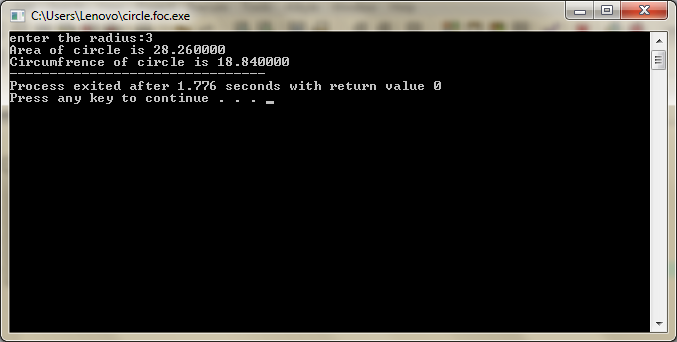 C:\Users\Lenovo\circle.foc.exe
enter the radius:3
Area of circle is 28.260000
Circumfrence of circle is 18.840000
--------------------------------
Process exited after 1.776 seconds with return value 0
Press any key to continue . . . _